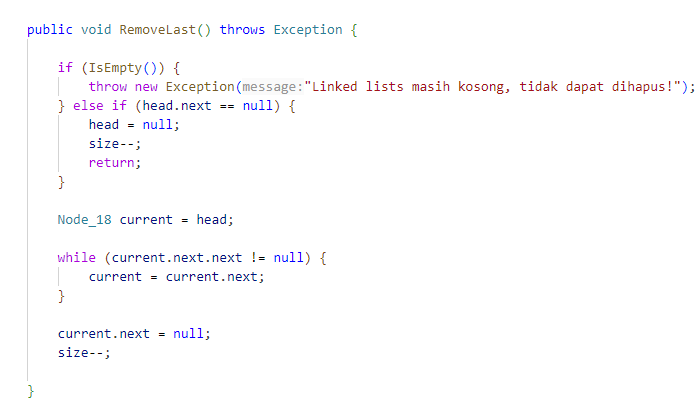 public void RemoveLast() throws Exception {
if (IsEmpty()) {
throw new Exception(message:"Linked lists masih kosong, tidak dapat dihapus!");
} else if (head.next == null) {
head = null;
size--;
return;
}
Node_18 current = head;
while (current.next.next != null) {
current = current.next;
}
current.next = null;
size--;
}